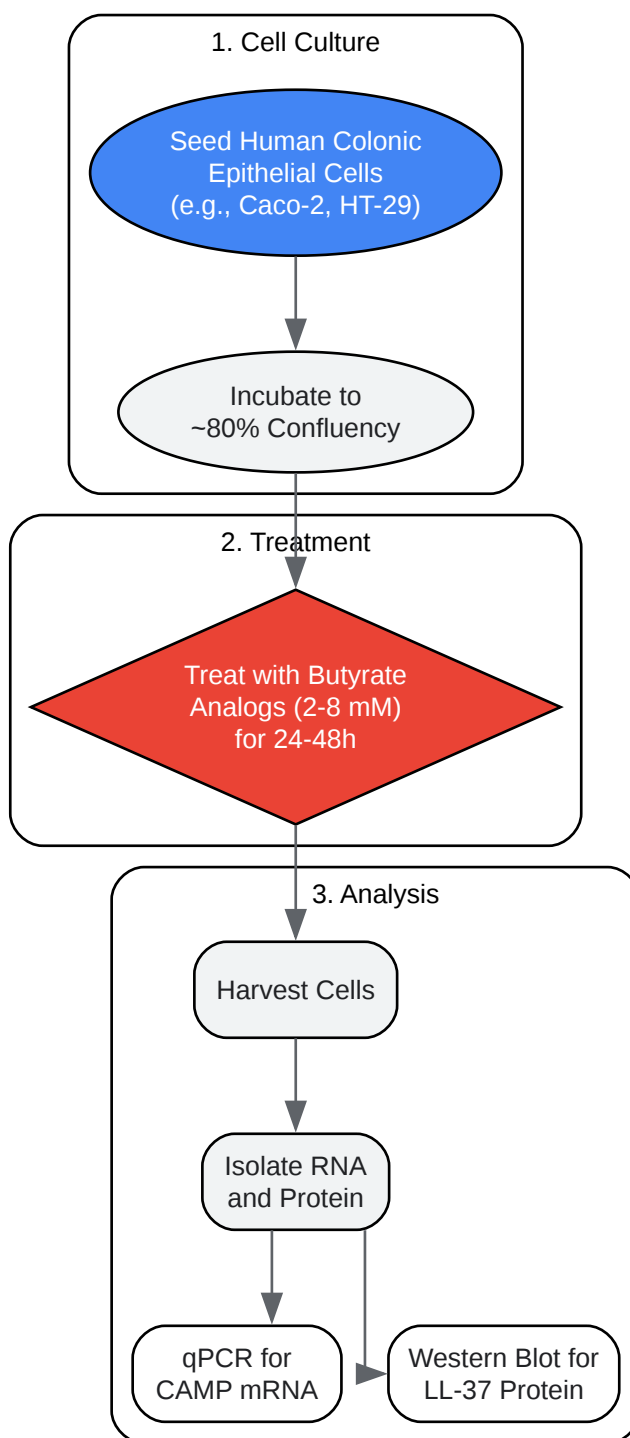 1. Cell Culture
Seed Human Colonic
Epithelial Cells
(e.g., Caco-2, HT-29)
Incubate to
~80% Confluency
2. Treatment
Treat with Butyrate
Analogs (2-8 mM)
for 24-48h
3. Analysis
Harvest Cells
Isolate RNA
and Protein
qPCR for
CAMP mRNA
Western Blot for
LL-37 Protein